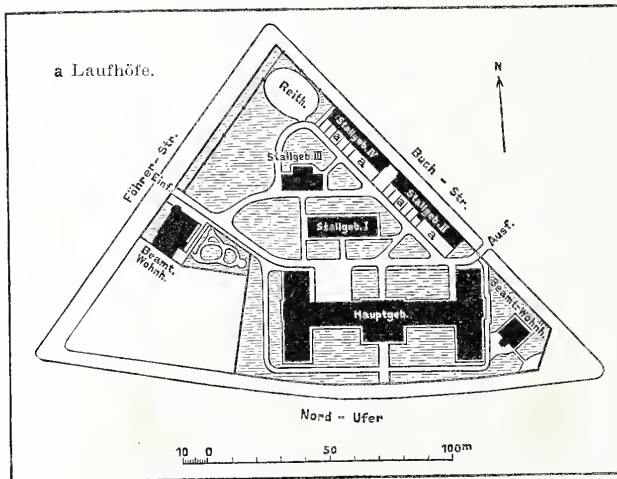 a Laufhöfe.
N
Reith.
Föhrer - Str.
Stallgeb. IV
a
a
Buch - Str.
Stallgeb. III
Einf.
Stallgeb. II
a
a
Stallgeb. I
Ausf.
Beamt.
Wohnh.
Beamt.-Wohnh.
Hauptgeb.
Nord - Ufer
10 0 50 100m